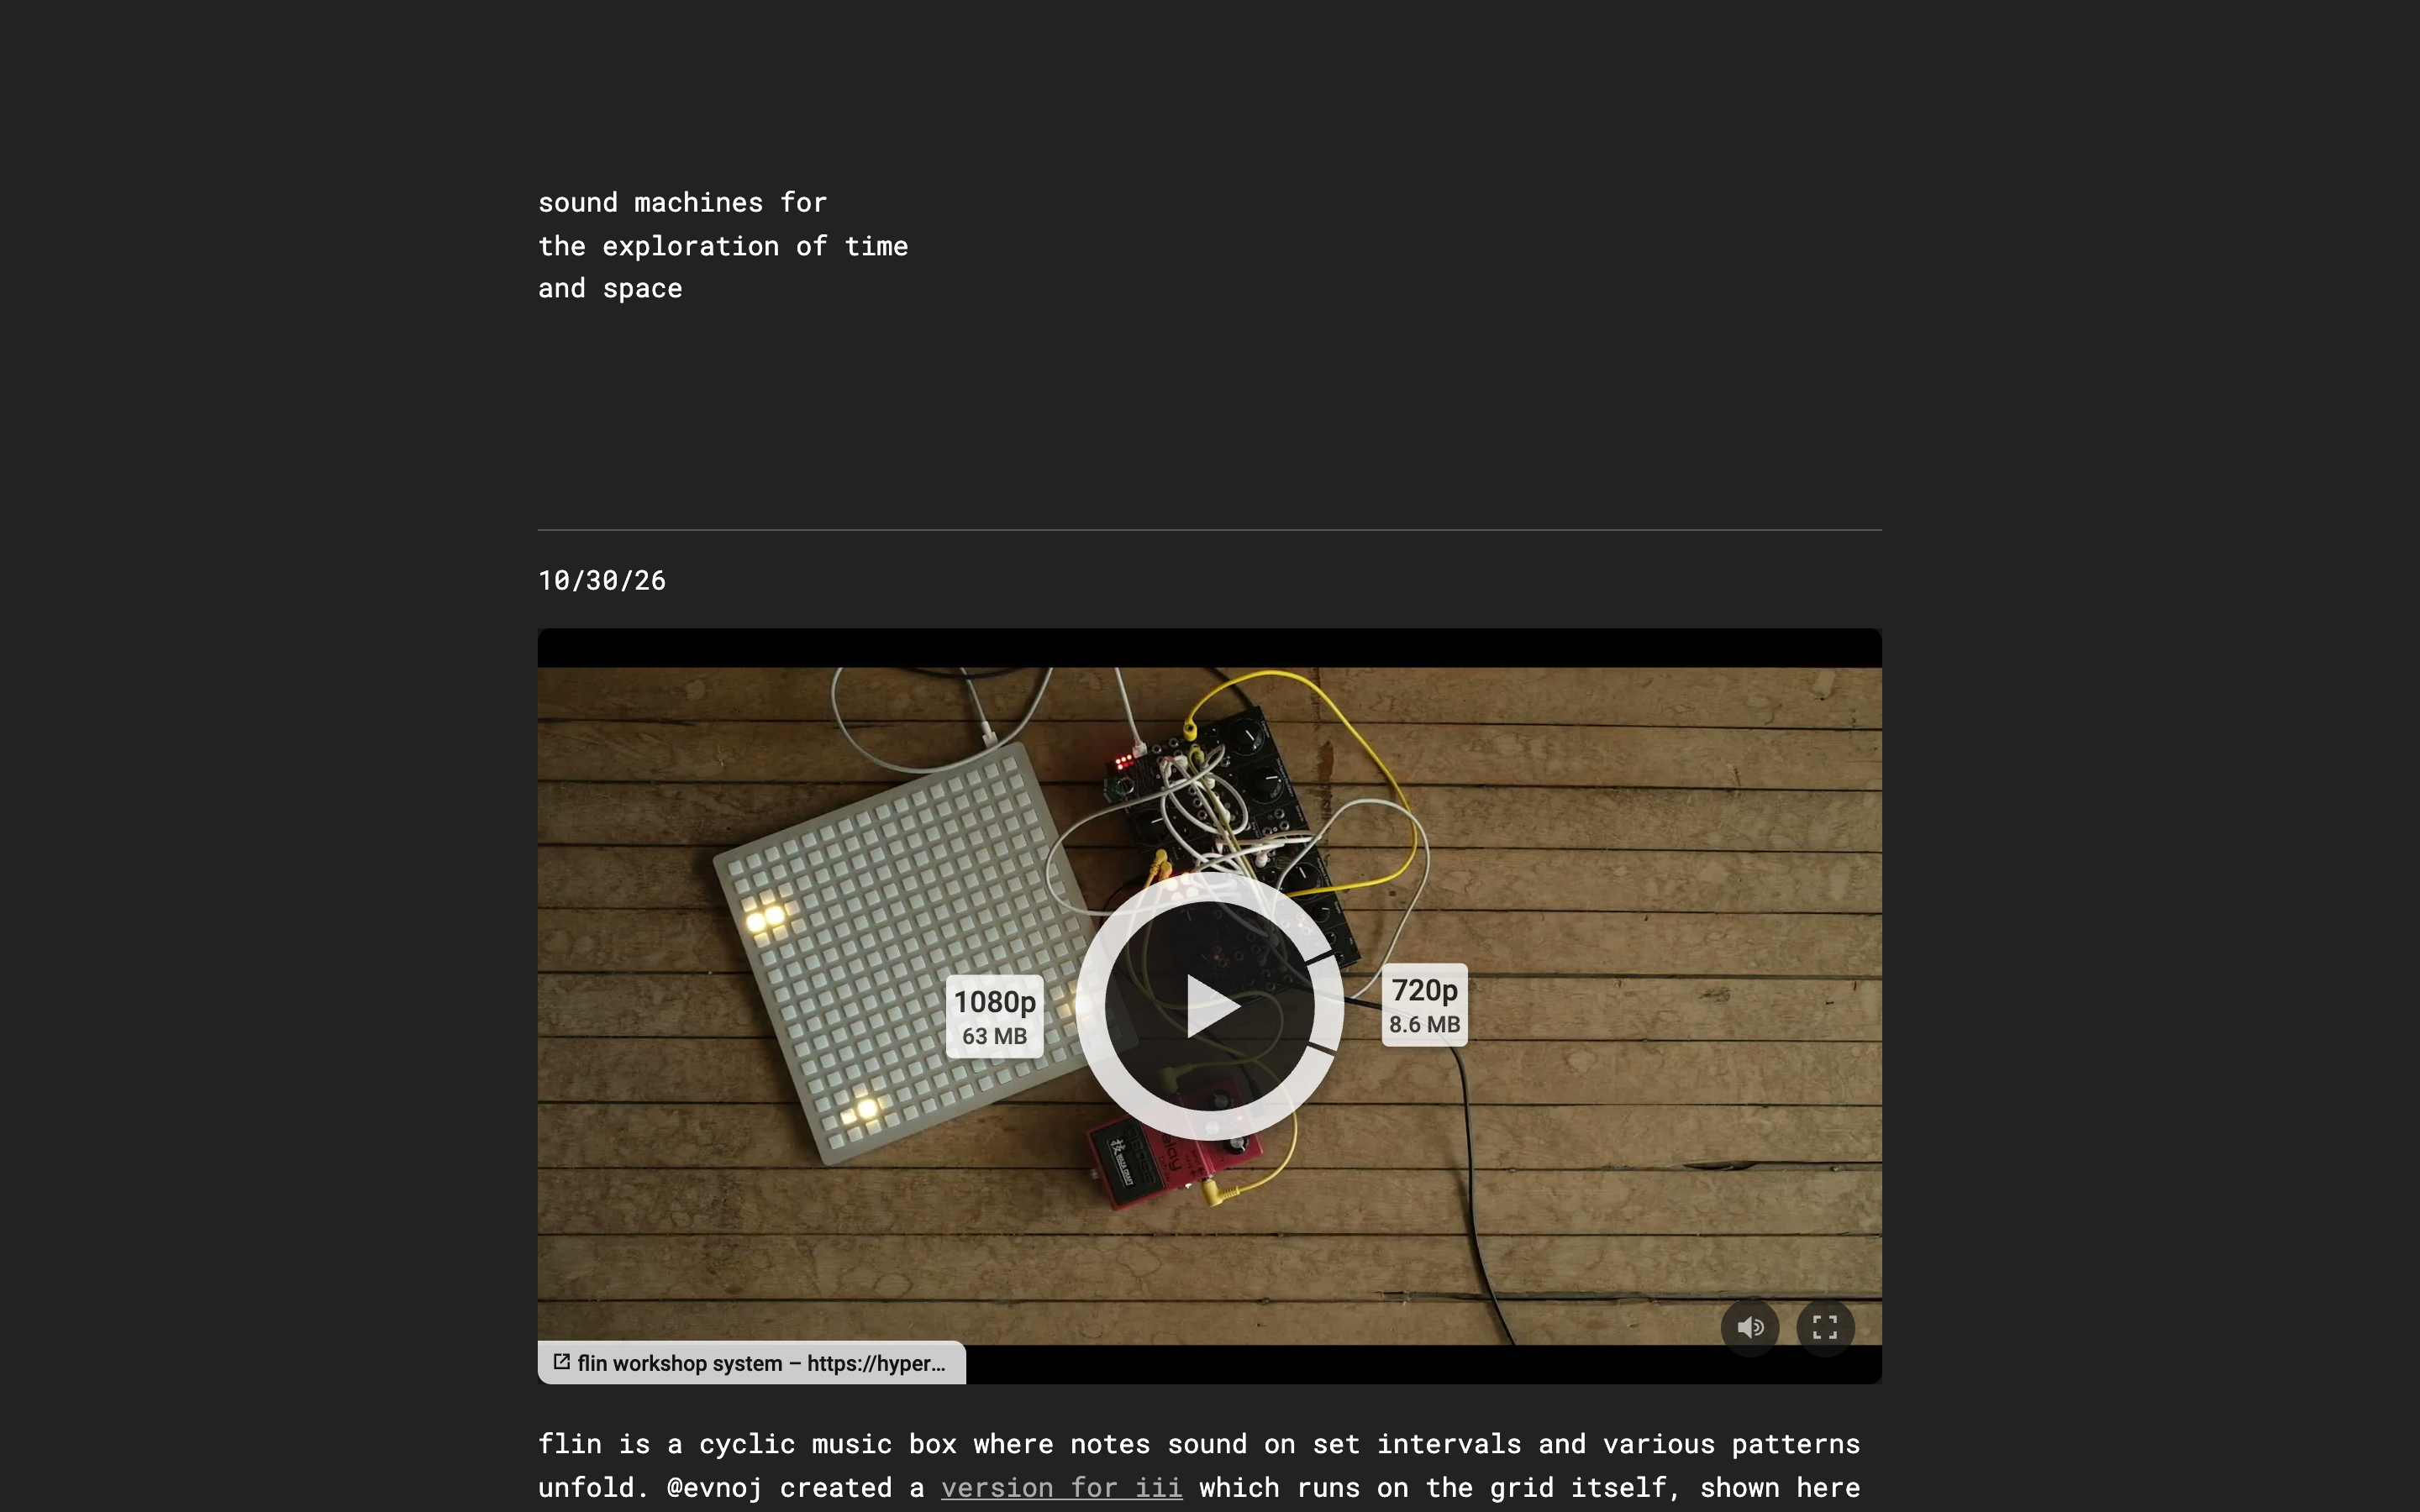 sound machines for
the exploration of time
and space
10/30/26
1080p
63 MB
720p
8.6 MB
flin workshop system – https://hyper...
flin is a cyclic music box where notes sound on set intervals and various patterns
unfold. @evnoj created a version for iii which runs on the grid itself, shown here